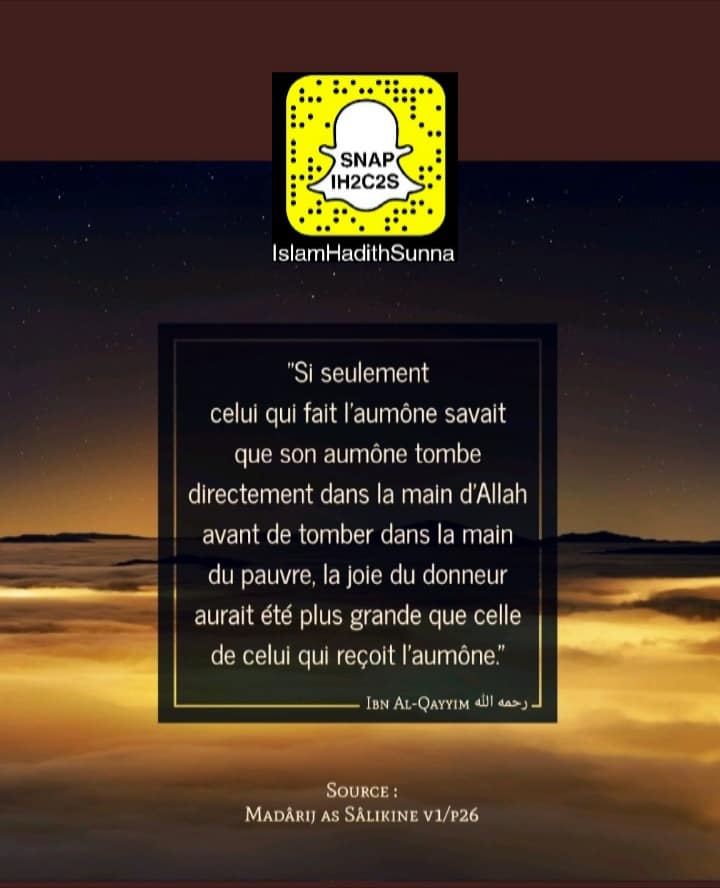 SNAP
IH2C2S
IslamHadithSunna
"Si seulement
celui qui fait l'aumône savait
que son aumône tombe
directement dans la main d'Allah
avant de tomber dans la main
du pauvre, la joie du donneur
aurait été plus grande que celle
de celui qui reçoit l'aumône."
Ibn Al-Qayyim رحمه الله
Source :
Madârij as Sâlikine v1/p26